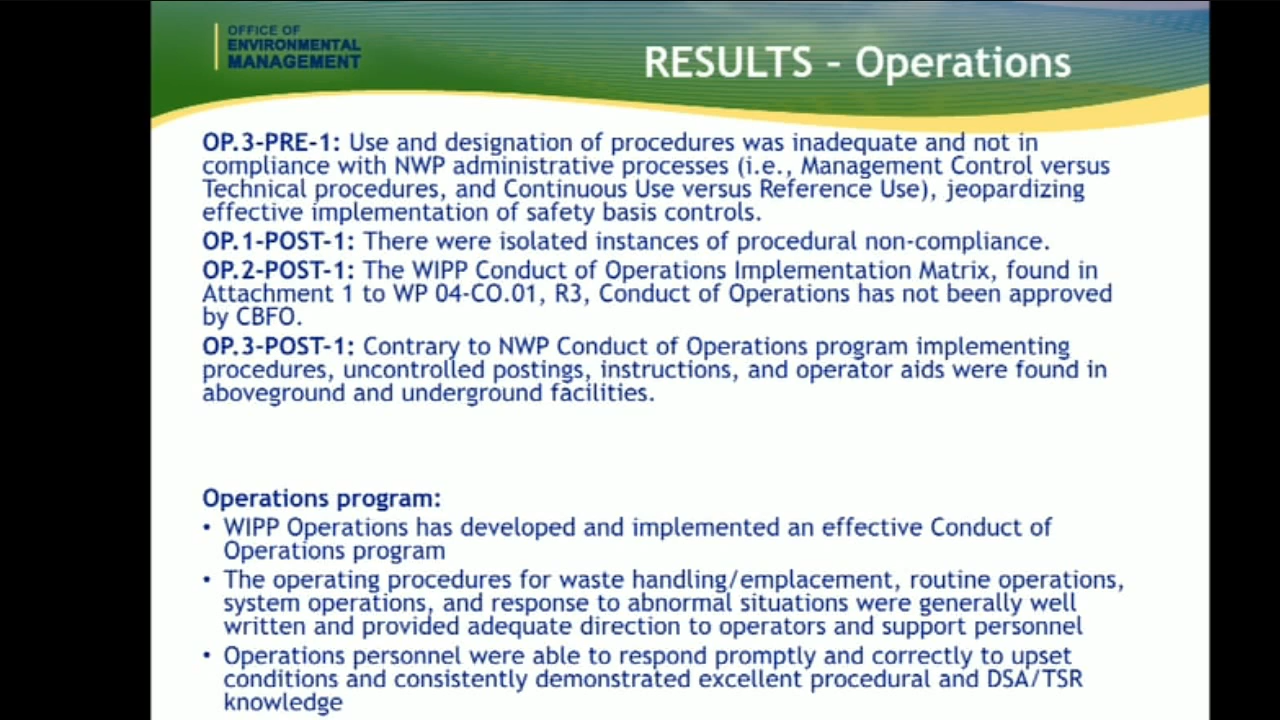 OFFICE OF
ENVIRONMENTAL
MANAGEMENT
RESULTS – Operations
OP.3-PRE-1: Use and designation of procedures was inadequate and not in
compliance with NWP administrative processes (i.e., Management Control versus
Technical procedures, and Continuous Use versus Reference Use), jeopardizing
effective implementation of safety basis controls.
OP.1-POST-1: There were isolated instances of procedural non-compliance.
OP.2-POST-1: The WIPP Conduct of Operations Implementation Matrix, found in
Attachment 1 to WP 04-CO.01, R3, Conduct of Operations has not been approved
by CBFO.
OP.3-POST-1: Contrary to NWP Conduct of Operations program implementing
procedures, uncontrolled postings, instructions, and operator aids were found in
aboveground and underground facilities.
Operations program:
• WIPP Operations has developed and implemented an effective Conduct of
Operations program
• The operating procedures for waste handling/emplacement, routine operations,
system operations, and response to abnormal situations were generally well
written and provided adequate direction to operators and support personnel
• Operations personnel were able to respond promptly and correctly to upset
conditions and consistently demonstrated excellent procedural and DSA/TSR
knowledge